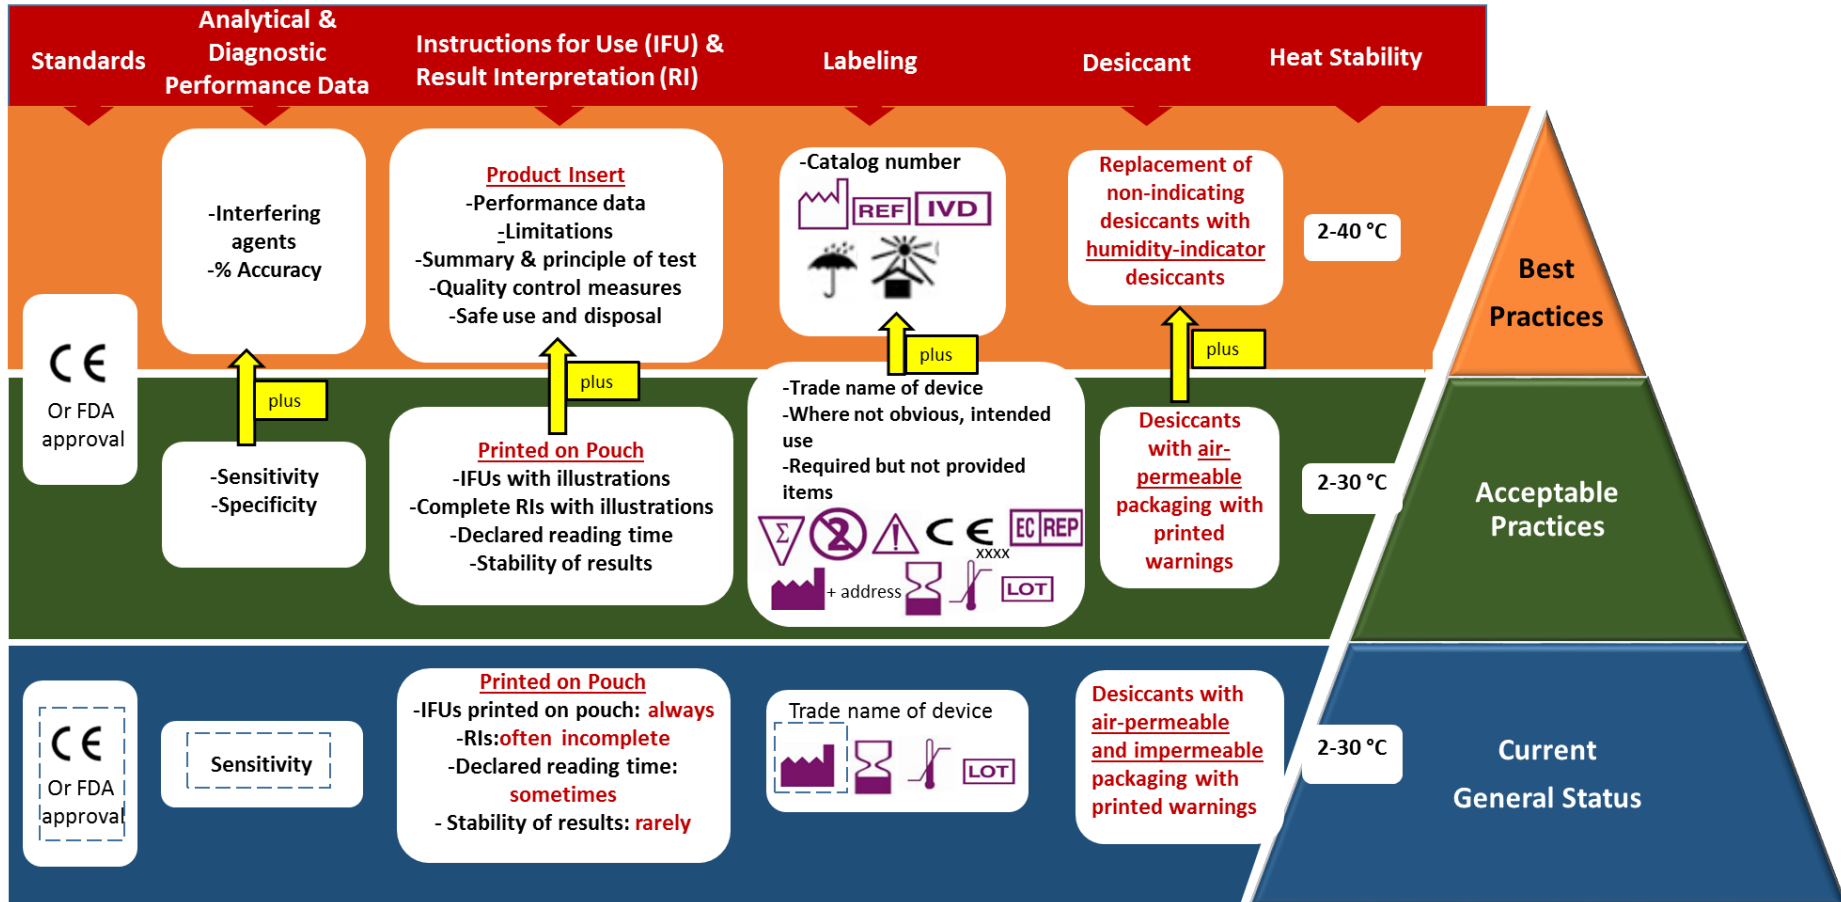 Standards
Analytical &
Diagnostic
Performance Data
Instructions for Use (IFU) &
Result Interpretation (RI)
Labeling
Desiccant
Heat Stability
-Interfering
agents
-% Accuracy
Product Insert
-Performance data
-Limitations
-Summary & principle of test
-Quality control measures
-Safe use and disposal
-Catalog number
REF
IVD
Replacement of
non-indicating
desiccants with
humidity-indicator
desiccants
2-40 °C
Best
Practices
CE
Or FDA
approval
plus
plus
plus
plus
-Sensitivity
-Specificity
Printed on Pouch
-IFUs with illustrations
-Complete RIs with illustrations
-Declared reading time
-Stability of results
-Trade name of device
-Where not obvious, intended
use
-Required but not provided
items
Σ
2
!
CE
xxxx
EC REP
+ address
LOT
Desiccants
with air-
permeable
packaging with
printed
warnings
2-30 °C
Acceptable
Practices
CE
Or FDA
approval
Sensitivity
Printed on Pouch
-IFUs printed on pouch: always
-RIs:often incomplete
-Declared reading time:
sometimes
- Stability of results: rarely
Trade name of device
LOT
Desiccants with
air-permeable
and impermeable
packaging with
printed warnings
2-30 °C
Current
General Status